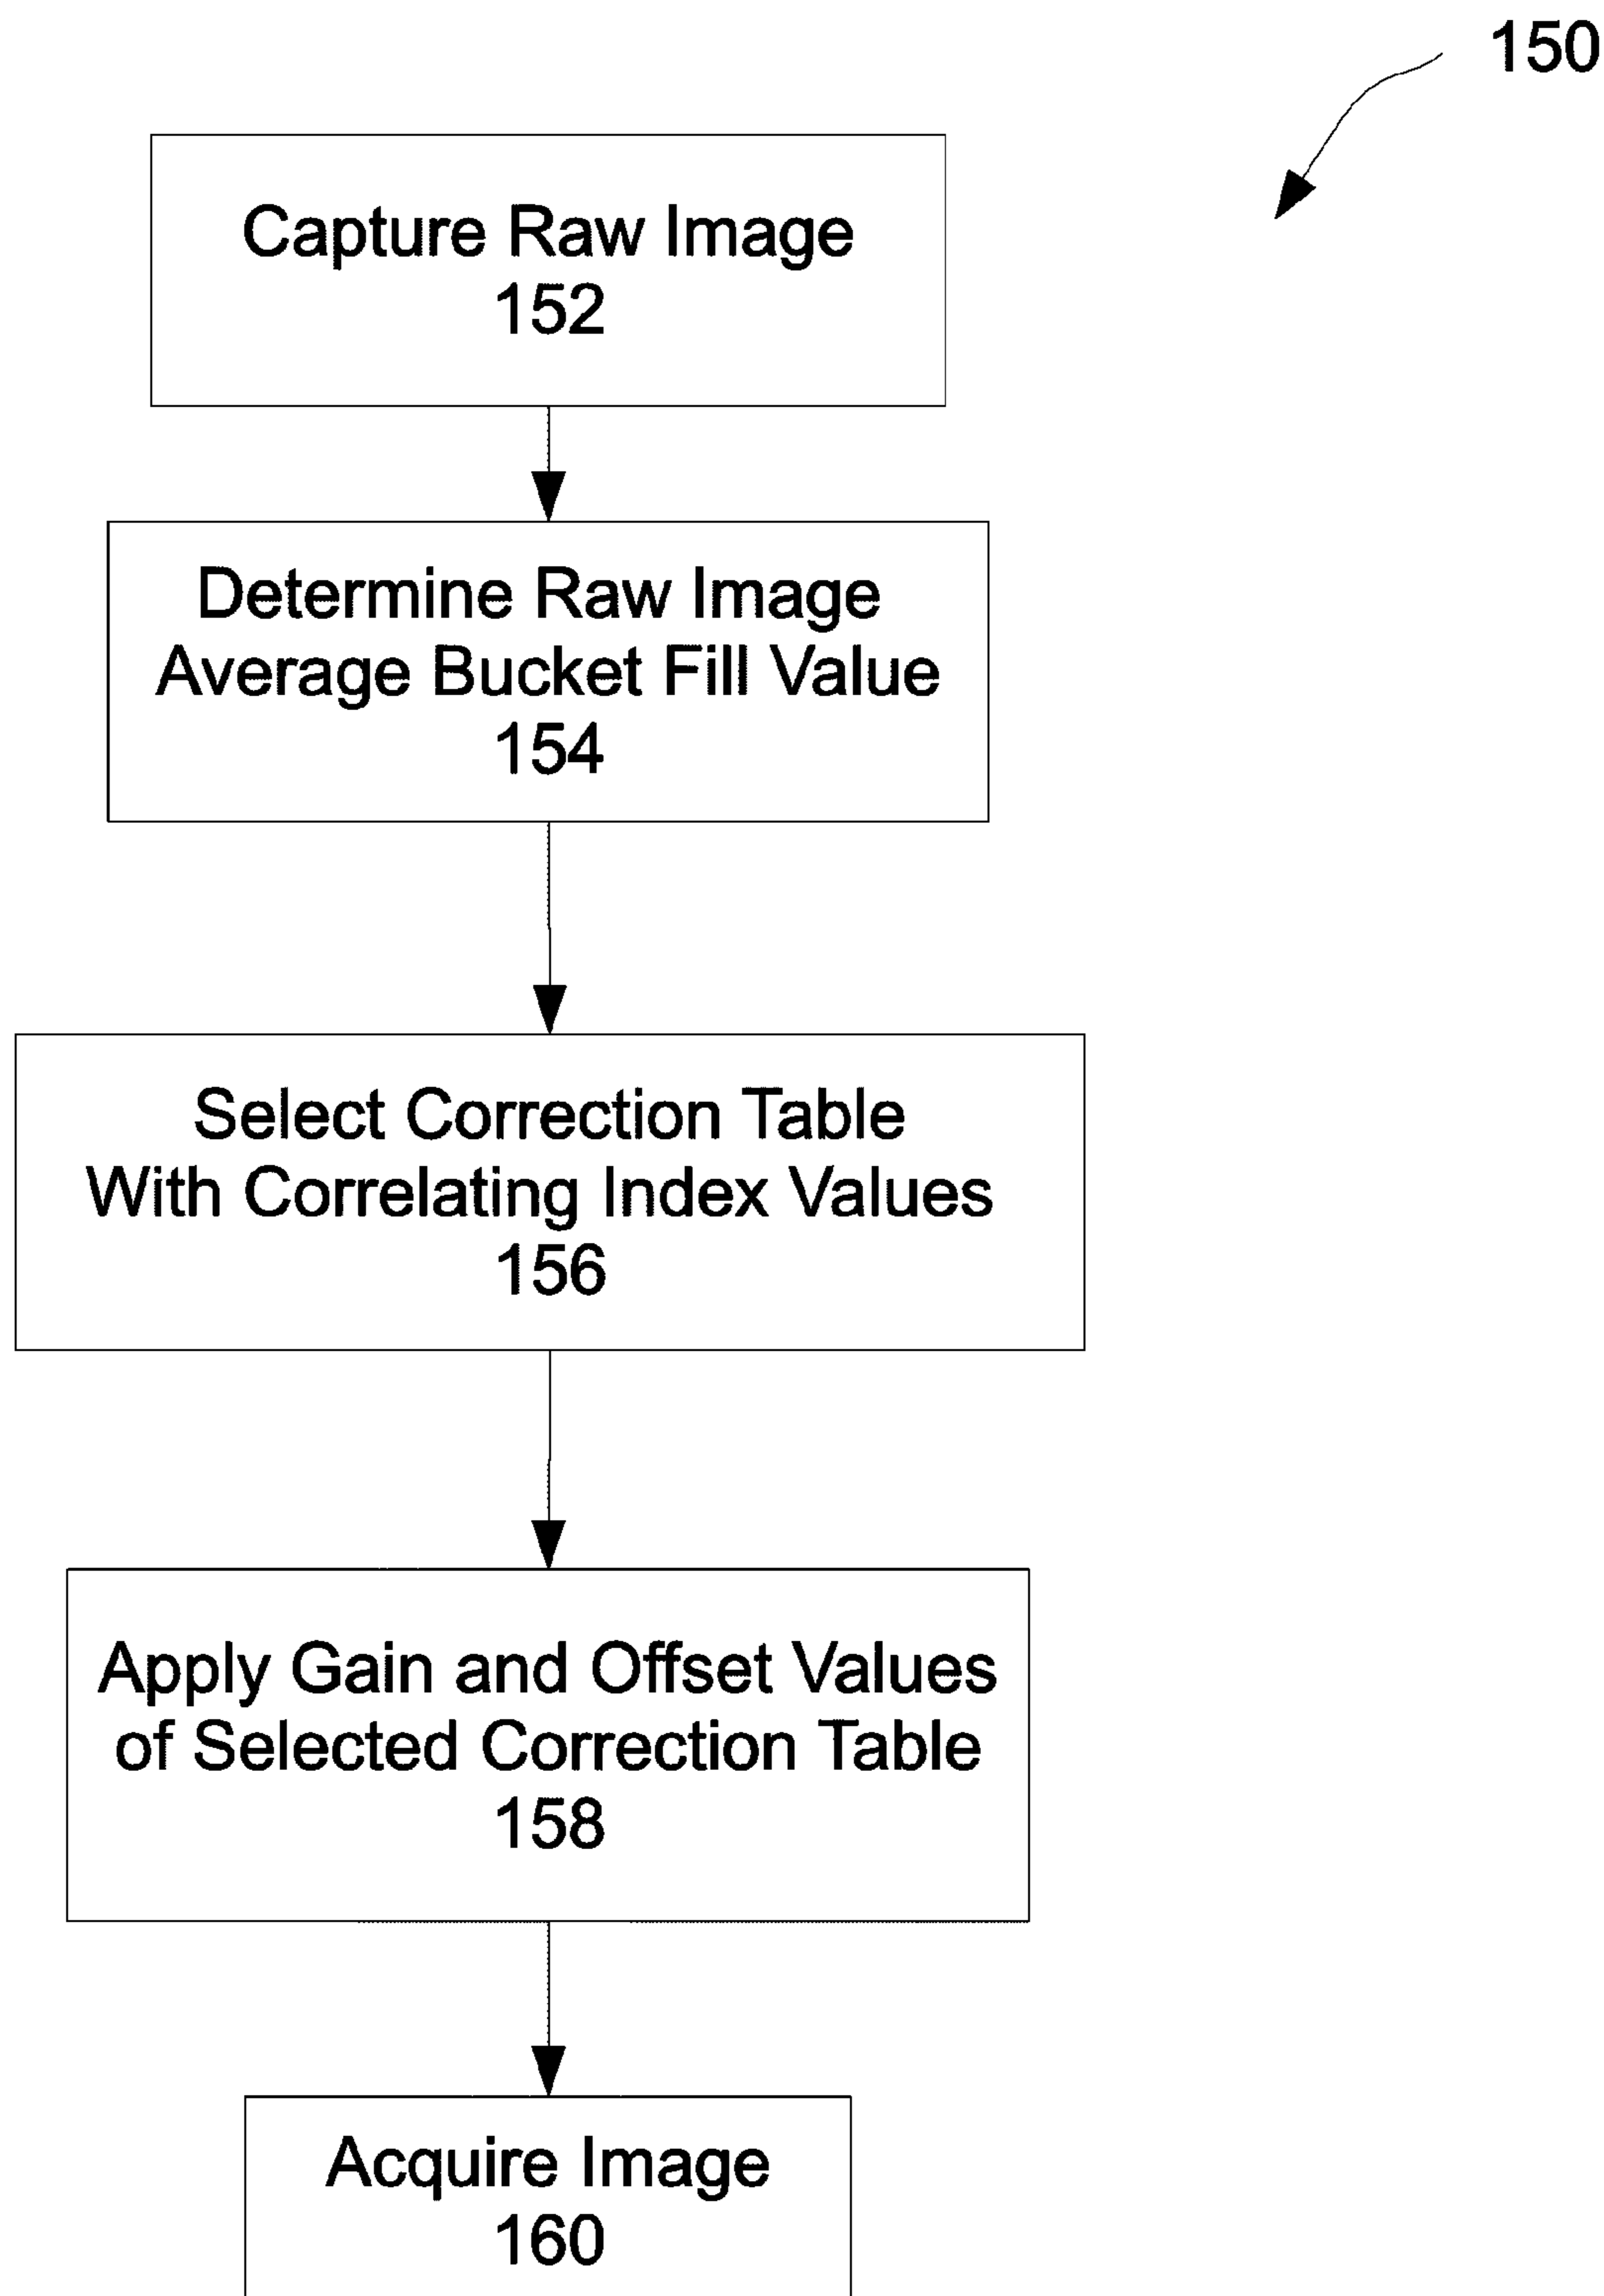 150
Capture Raw Image
152
Determine Raw Image
Average Bucket Fill Value
154
Select Correction Table
With Correlating Index Values
156
Apply Gain and Offset Values
of Selected Correction Table
158
Acquire Image
160